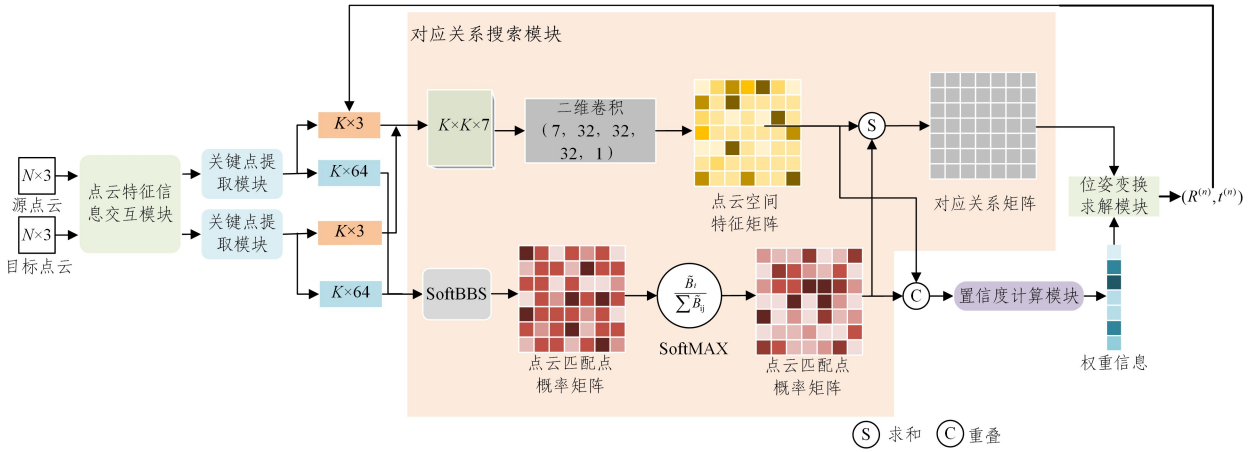 对应关系搜索模块
N×3
源点云
N×3
目标点云
点云特征信
息交互模块
关键点提
取模块
关键点提
取模块
K×3
K×64
K×3
K×64
K×K×7
二维卷积
(7, 32, 32,
32, 1)
点云空间
特征矩阵
S
对应关系矩阵
位姿变换
求解模块
(R^{(n)}, t^{(n)})
SoftBBS
点云匹配点
概率矩阵
\frac{\tilde{B}_{i}}{\sum \tilde{B}_{ij}}
SoftMAX
点云匹配点
概率矩阵
C
置信度计算模块
权重信息
S 求和 C 重叠